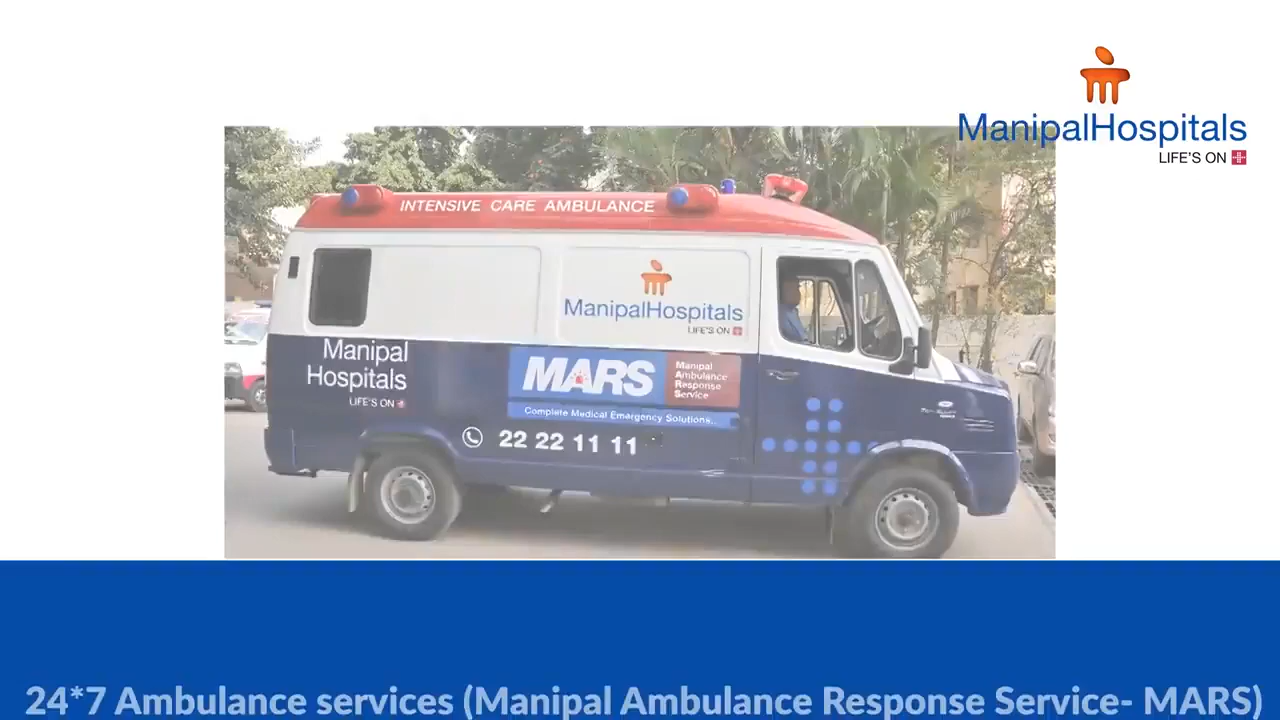 ManipalHospitals
LIFE'S ON
INTENSIVE CARE AMBULANCE
ManipalHospitals
LIFE'S ON
Manipal
Hospitals
LIFE'S ON
MARS
Manipal
Ambulance
Response
Service
Complete Medical Emergency Solutions..
22 22 11 11
24*7 Ambulance services (Manipal Ambulance Response Service- MARS)